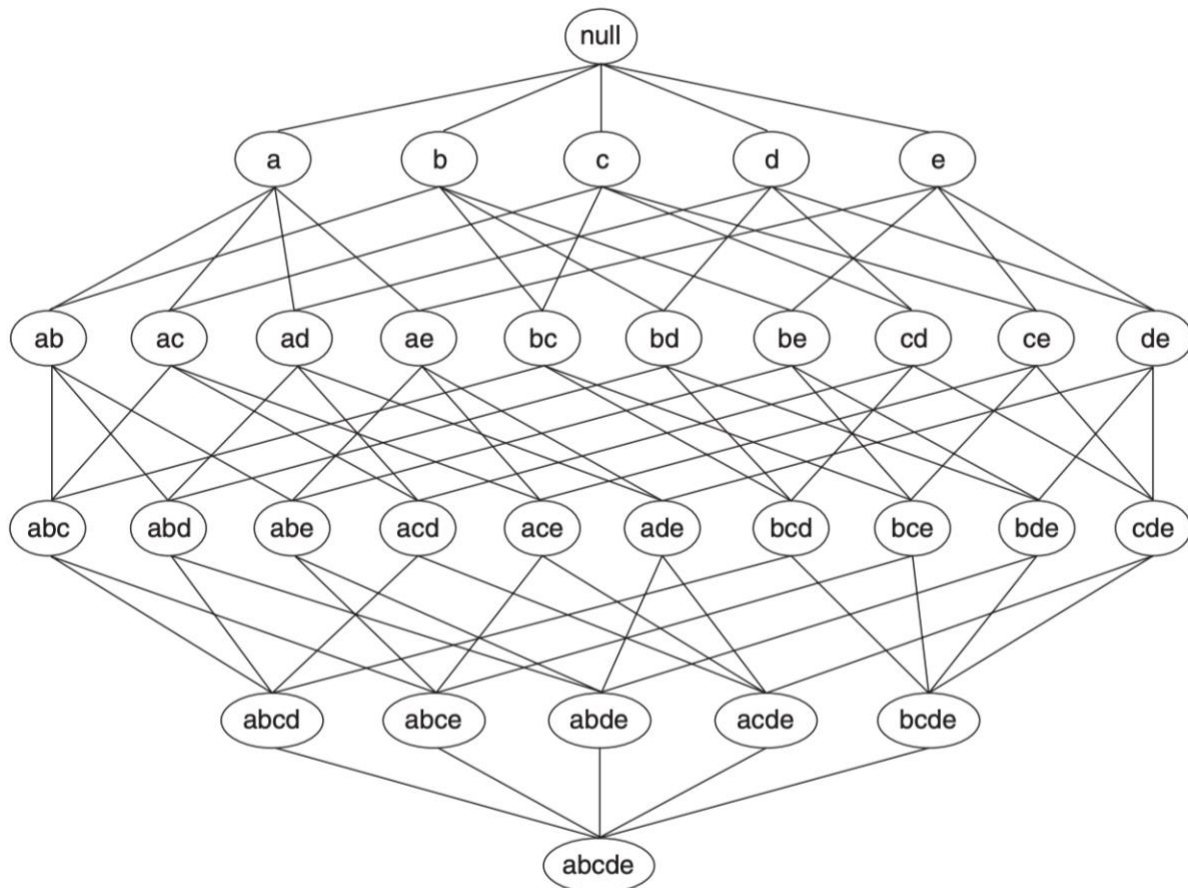 null
a b c d e
ab ac ad ae bc bd be cd ce de
abc abd abe acd ace ade bcd bce bde cde
abcd abce abde acde bcde
abcde